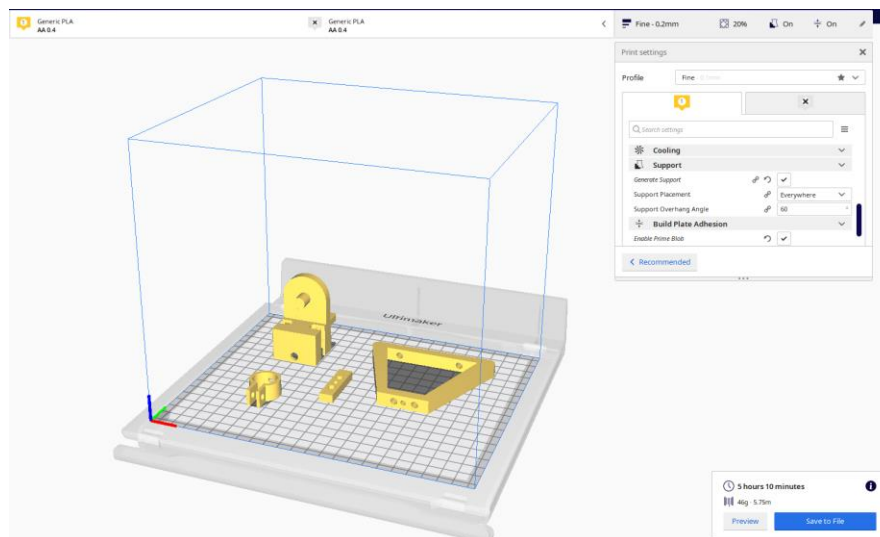 Generic PLA
AA 0.4
Generic PLA
AA 0.4
Fine - 0.2mm
20%
On
On
Print settings
Profile
Fine
Search settings
Cooling
Support
Generate Support
Support Placement
Everywhere
Support Overhang Angle
60
°
Build Plate Adhesion
Enable Prime Blob
Recommended
Ultimaker
5 hours 10 minutes
46g · 5.75m
Preview
Save to File